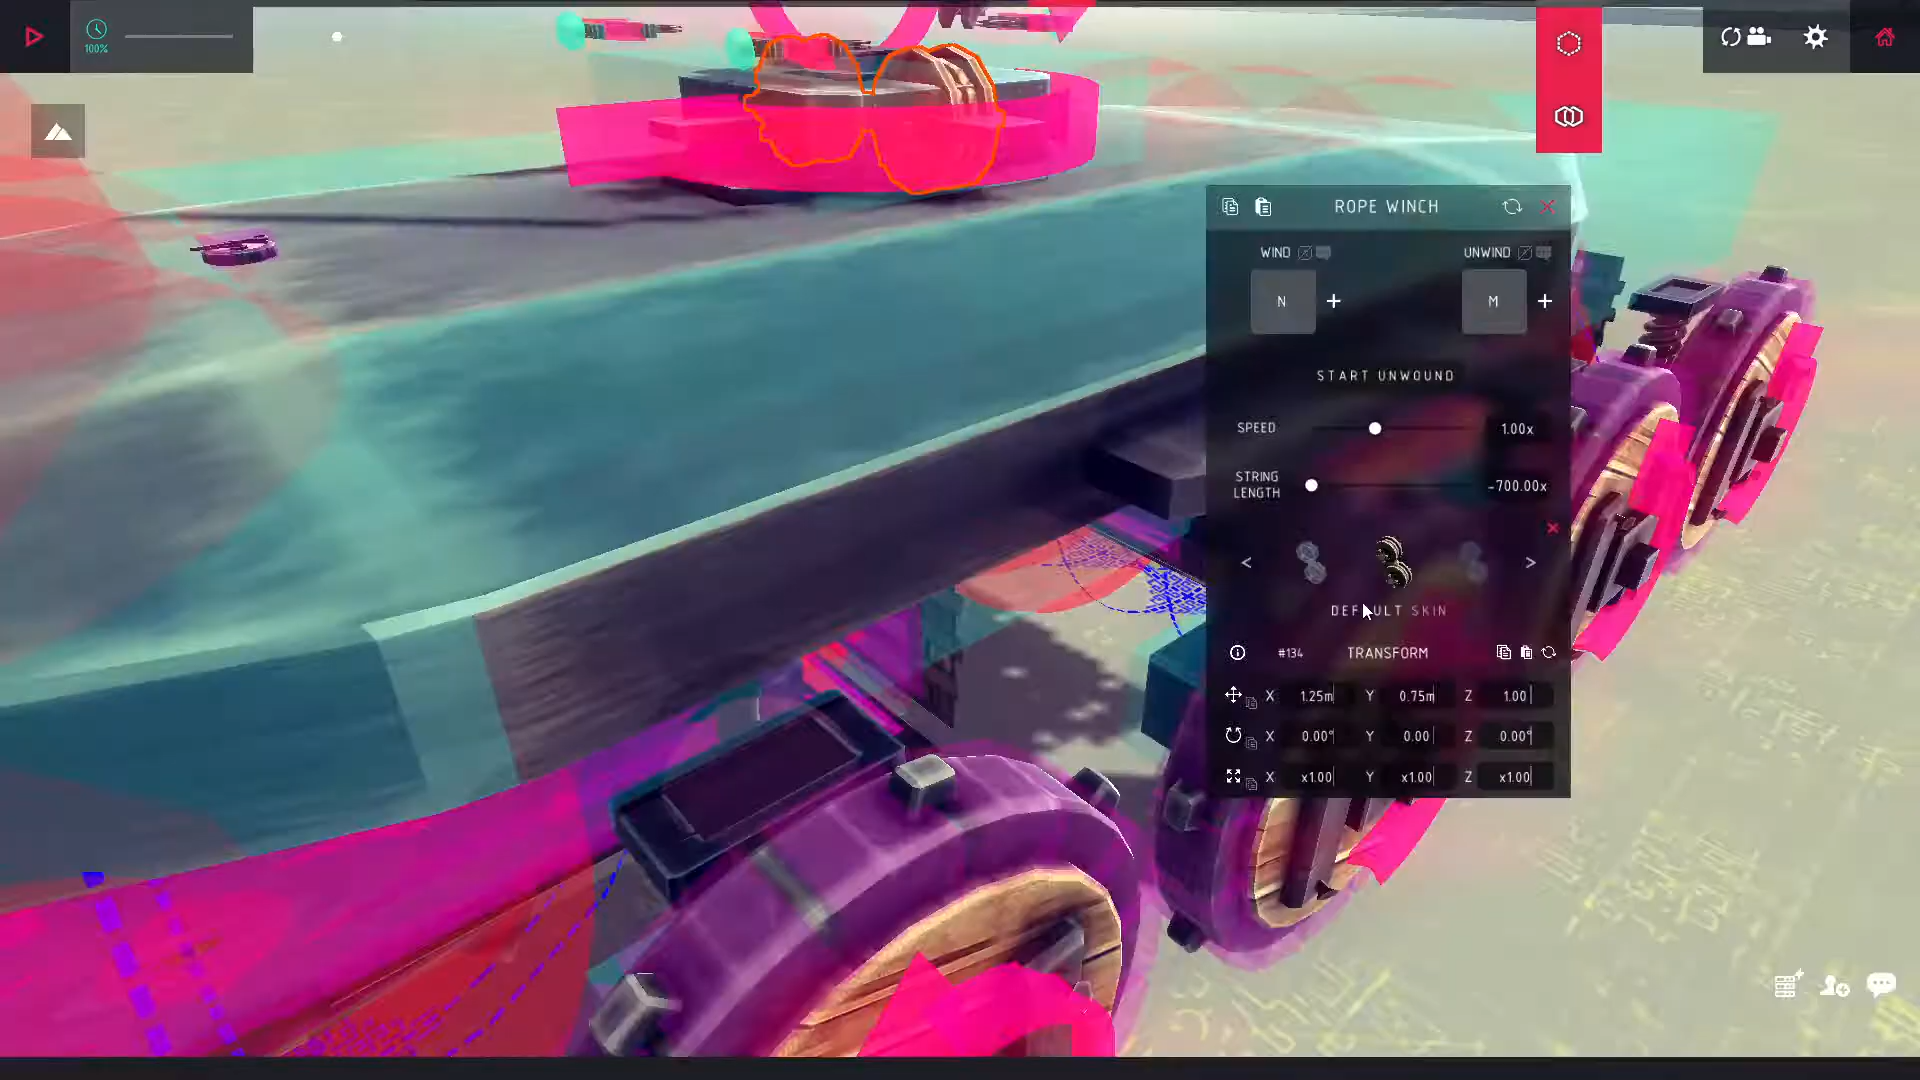 100%
ROPE WINCH
WIND
UNWIND
N
M
START UNWOUND
SPEED
1.00x
STRING
LENGTH
-700.00x
DEFAULT SKIN
#134
TRANSFORM
X 1.25m Y 0.75m Z 1.00
X 0.00° Y 0.00 Z 0.00°
X x1.00 Y x1.00 Z x1.00